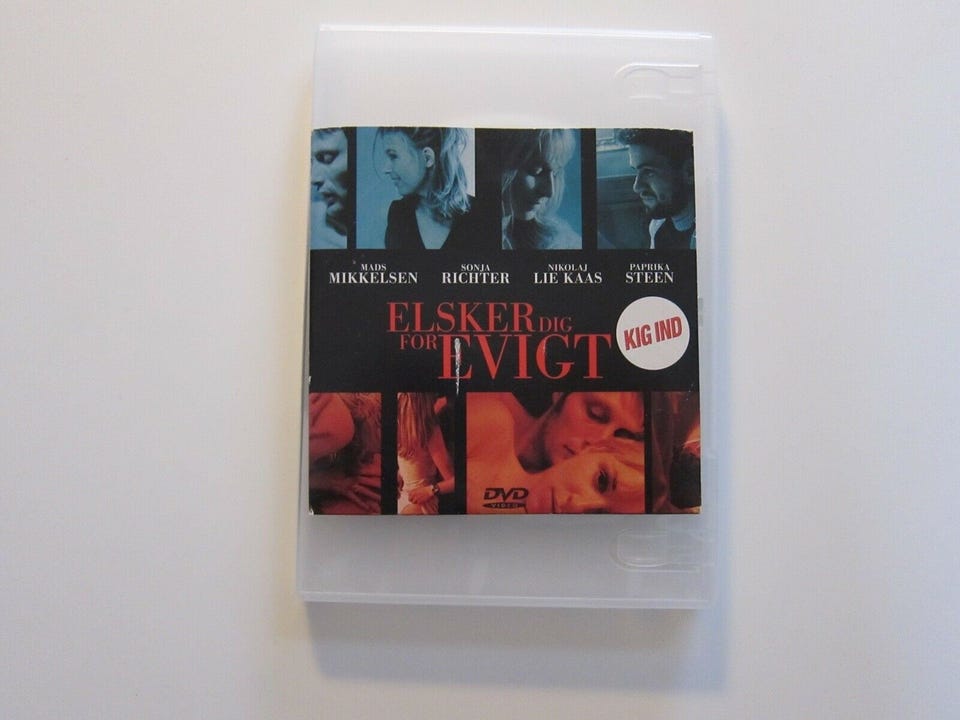 MADS SONJA NIKOLAJ PAPRIKA
MIKKELSEN RICHTER LIE KAAS STEEN
ELSKER DIG
FOR EVIGT
KIG IND
DVD
VIDEO